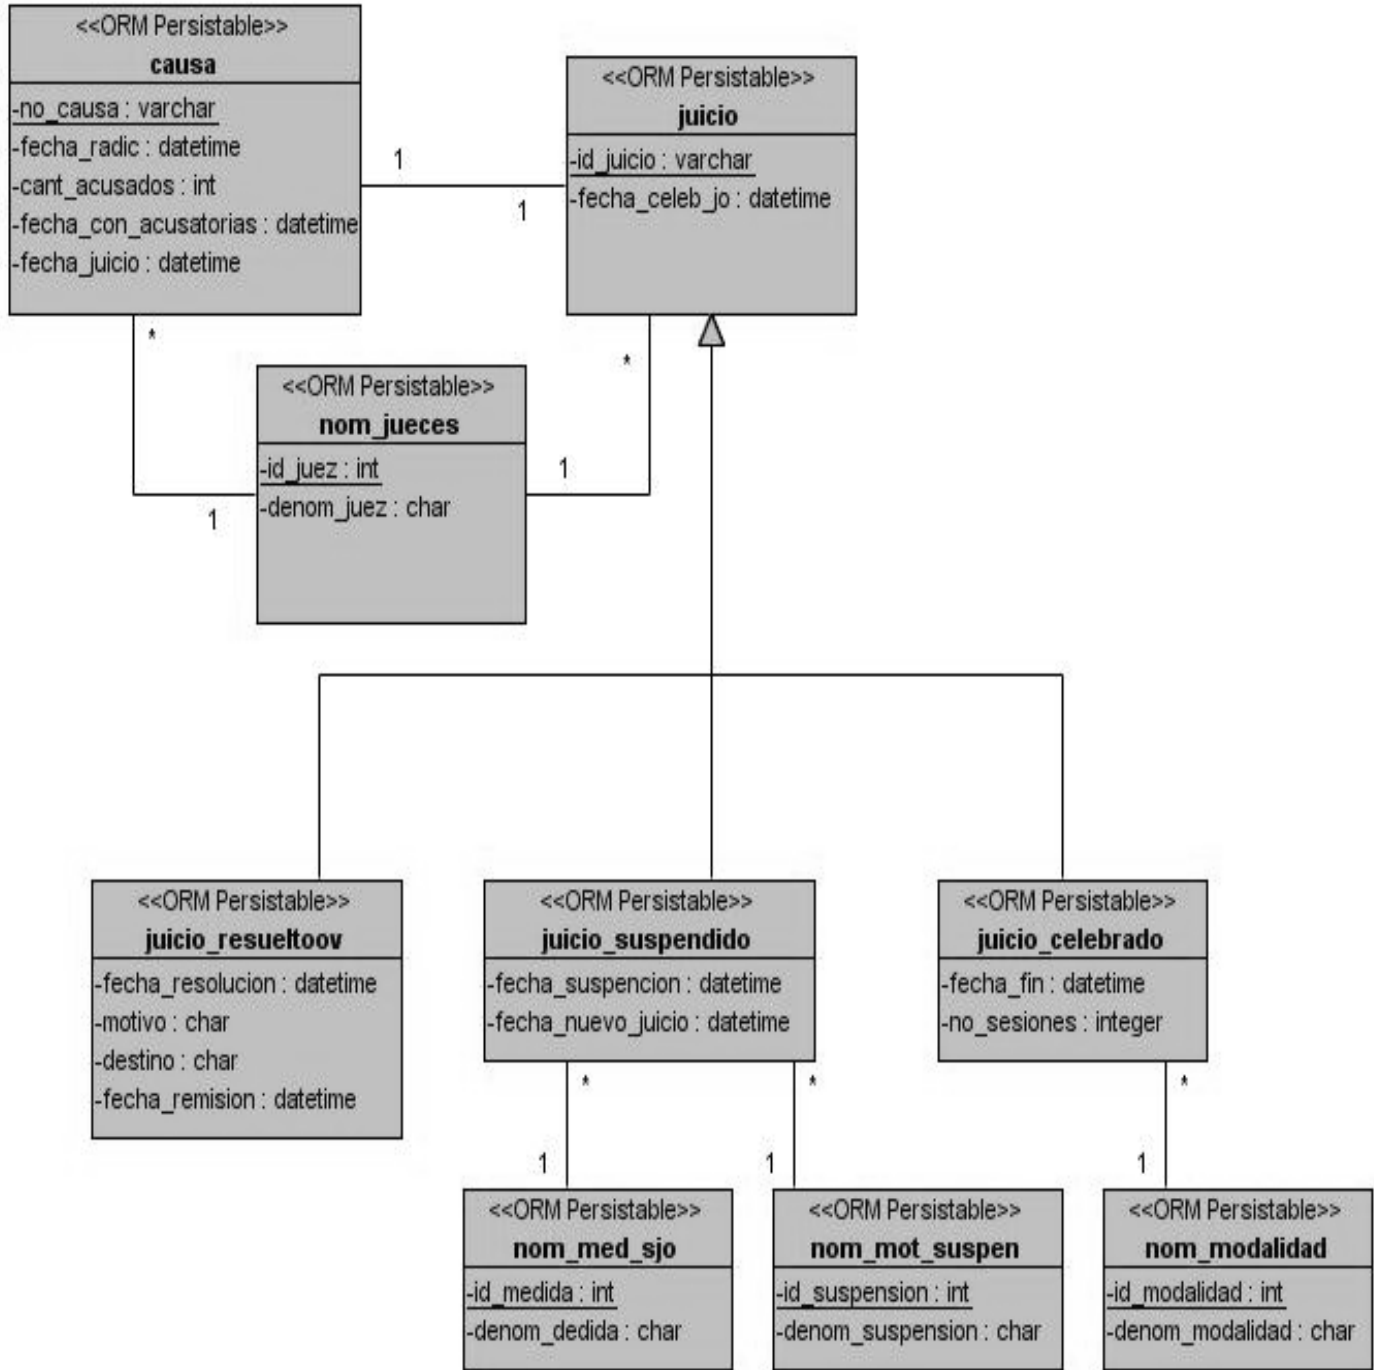 <<ORM Persistable>>
causa
-no_causa : varchar
-fecha_radic : datetime
-cant_acusados : int
-fecha_con_acusatorias : datetime
-fecha_juicio : datetime
<<ORM Persistable>>
juicio
-id_juicio : varchar
-fecha_celeb_jo : datetime
1
1
*
*
<<ORM Persistable>>
nom_jueces
-id_juez : int
-denom_juez : char
1
1
<<ORM Persistable>>
juicio_resueltoov
-fecha_resolucion : datetime
-motivo : char
-destino : char
-fecha_remision : datetime
<<ORM Persistable>>
juicio_suspendido
-fecha_suspencion : datetime
-fecha_nuevo_juicio : datetime
<<ORM Persistable>>
juicio_celebrado
-fecha_fin : datetime
-no_sesiones : integer
*
*
*
1
1
1
<<ORM Persistable>>
nom_med_sjo
-id_medida : int
-denom_dedida : char
<<ORM Persistable>>
nom_mot_suspen
-id_suspension : int
-denom_suspension : char
<<ORM Persistable>>
nom_modalidad
-id_modalidad : int
-denom_modalidad : char